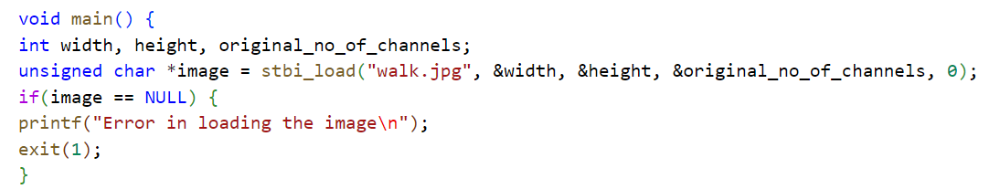 void main() {
int width, height, original_no_of_channels;
unsigned char *image = stbi_load("walk.jpg", &width, &height, &original_no_of_channels, 0);
if(image == NULL) {
printf("Error in loading the image\n");
exit(1);
}